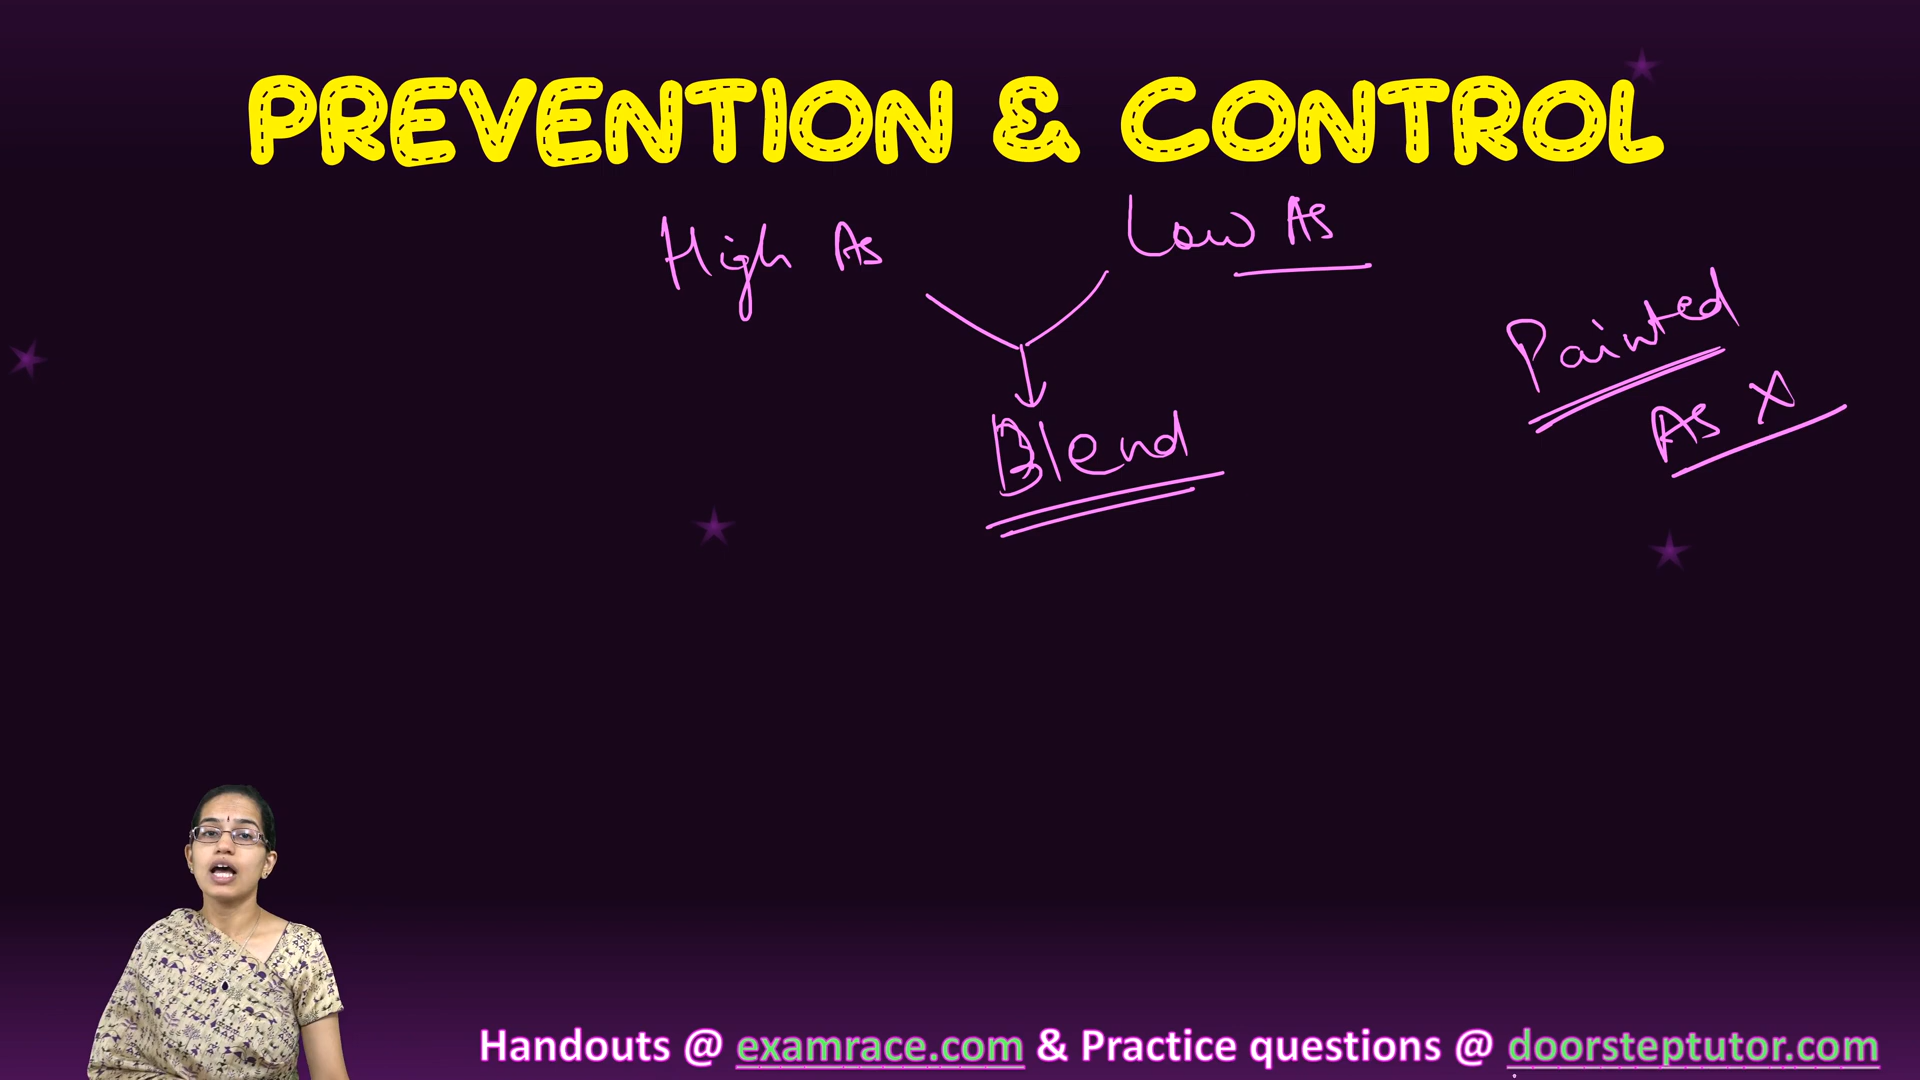 PREVENTION & CONTROL
High As
Low As
Blend
Painted
As X
Handouts @ examrace.com & Practice questions @ doorsteptutor.com